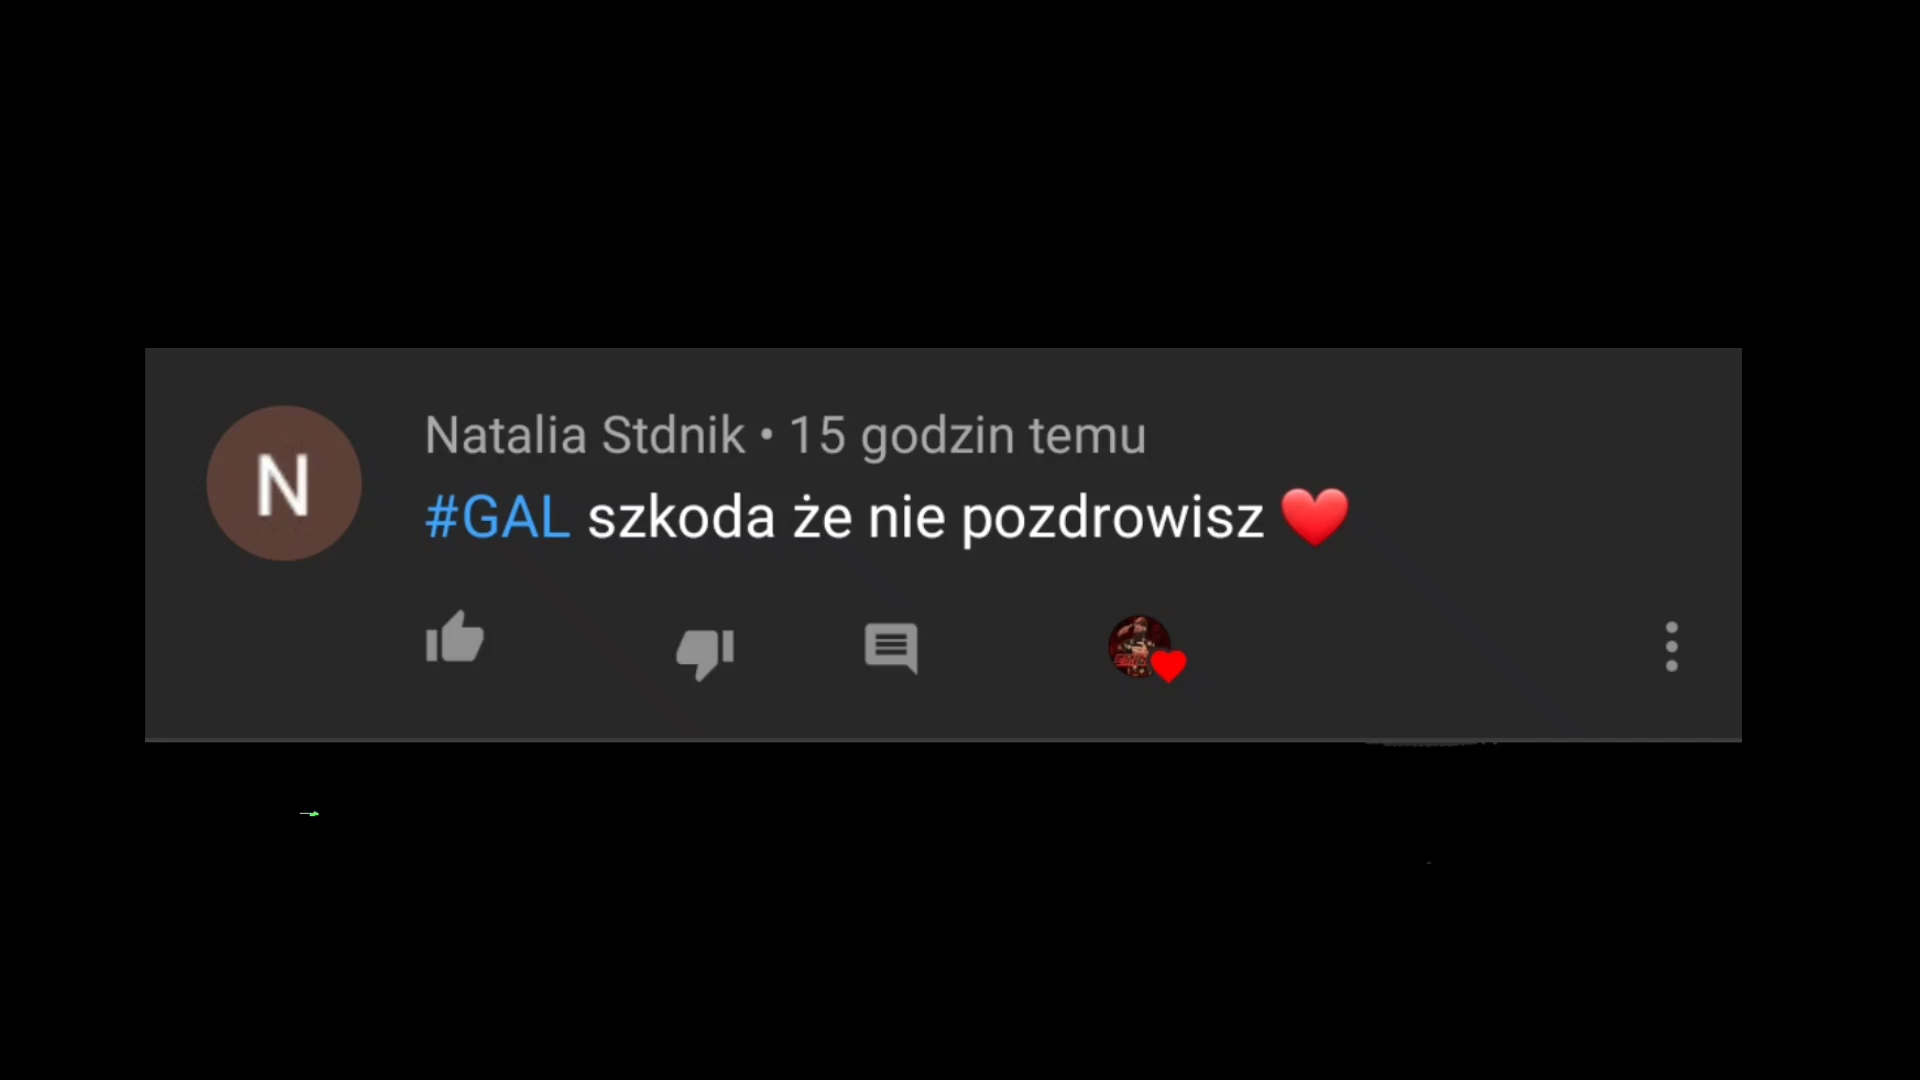 N
Natalia Stdnik • 15 godzin temu
#GAL szkoda że nie pozdrowisz ❤️